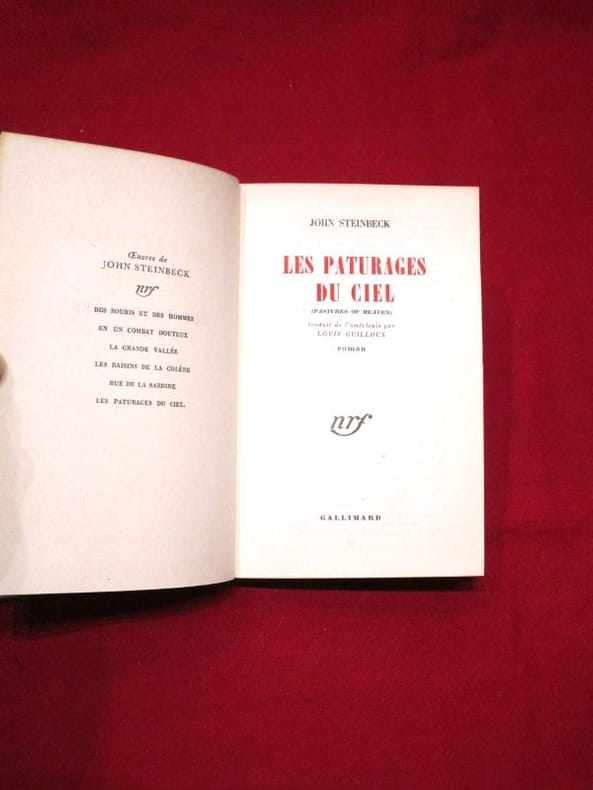 Œuvres de
JOHN STEINBECK
nrf
DES SOURIS ET DES HOMMES
EN UN COMBAT DOUTEUX
LA GRANDE VALLÉE
LES RAISINS DE LA COLÈRE
RUE DE LA SARDINE
LES PATURAGES DU CIEL.
JOHN STEINBECK
LES PATURAGES
DU CIEL
(PASTURES OF HEAVEN)
traduit de l'anglais par
LOUIS GUILLOUX
roman
nrf
GALLIMARD